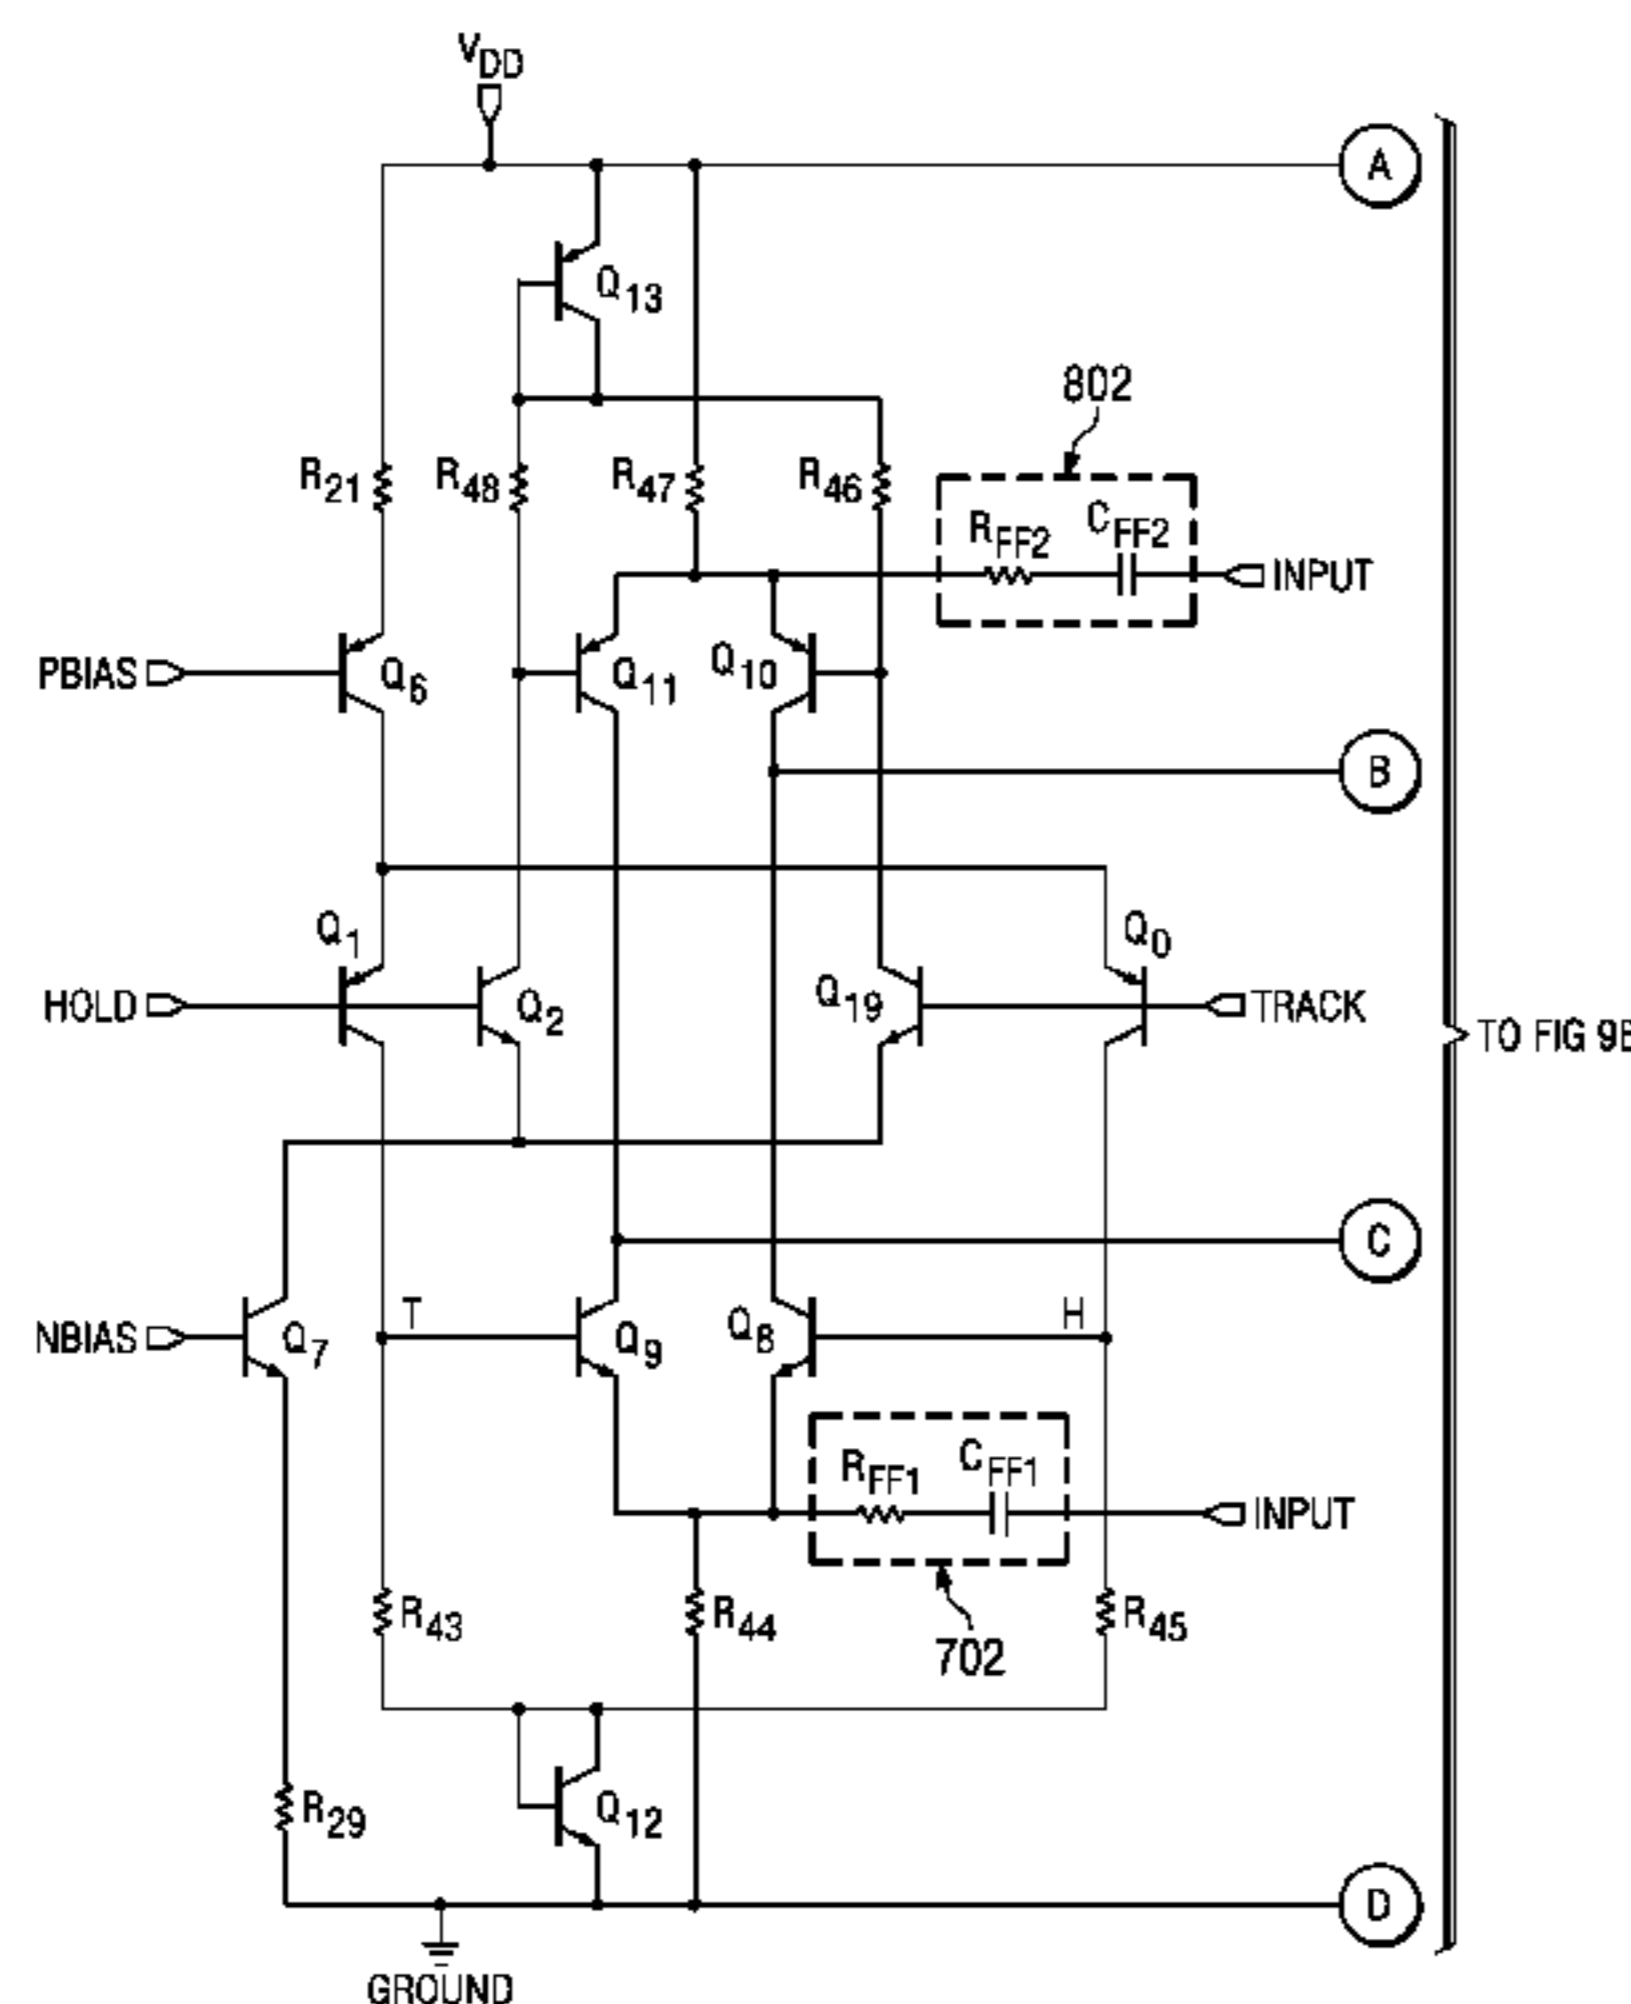 VDD
A
Q13
802
R21
R48
R47
R46
RFF2
CFF2
INPUT
PBIAS
Q6
Q11
Q10
B
Q1
Q0
HOLD
Q2
Q19
TRACK
TO FIG 9B
C
T
H
NBIAS
Q7
Q9
Q8
RFF1
CFF1
INPUT
R43
R44
R45
702
R29
Q12
D
GROUND